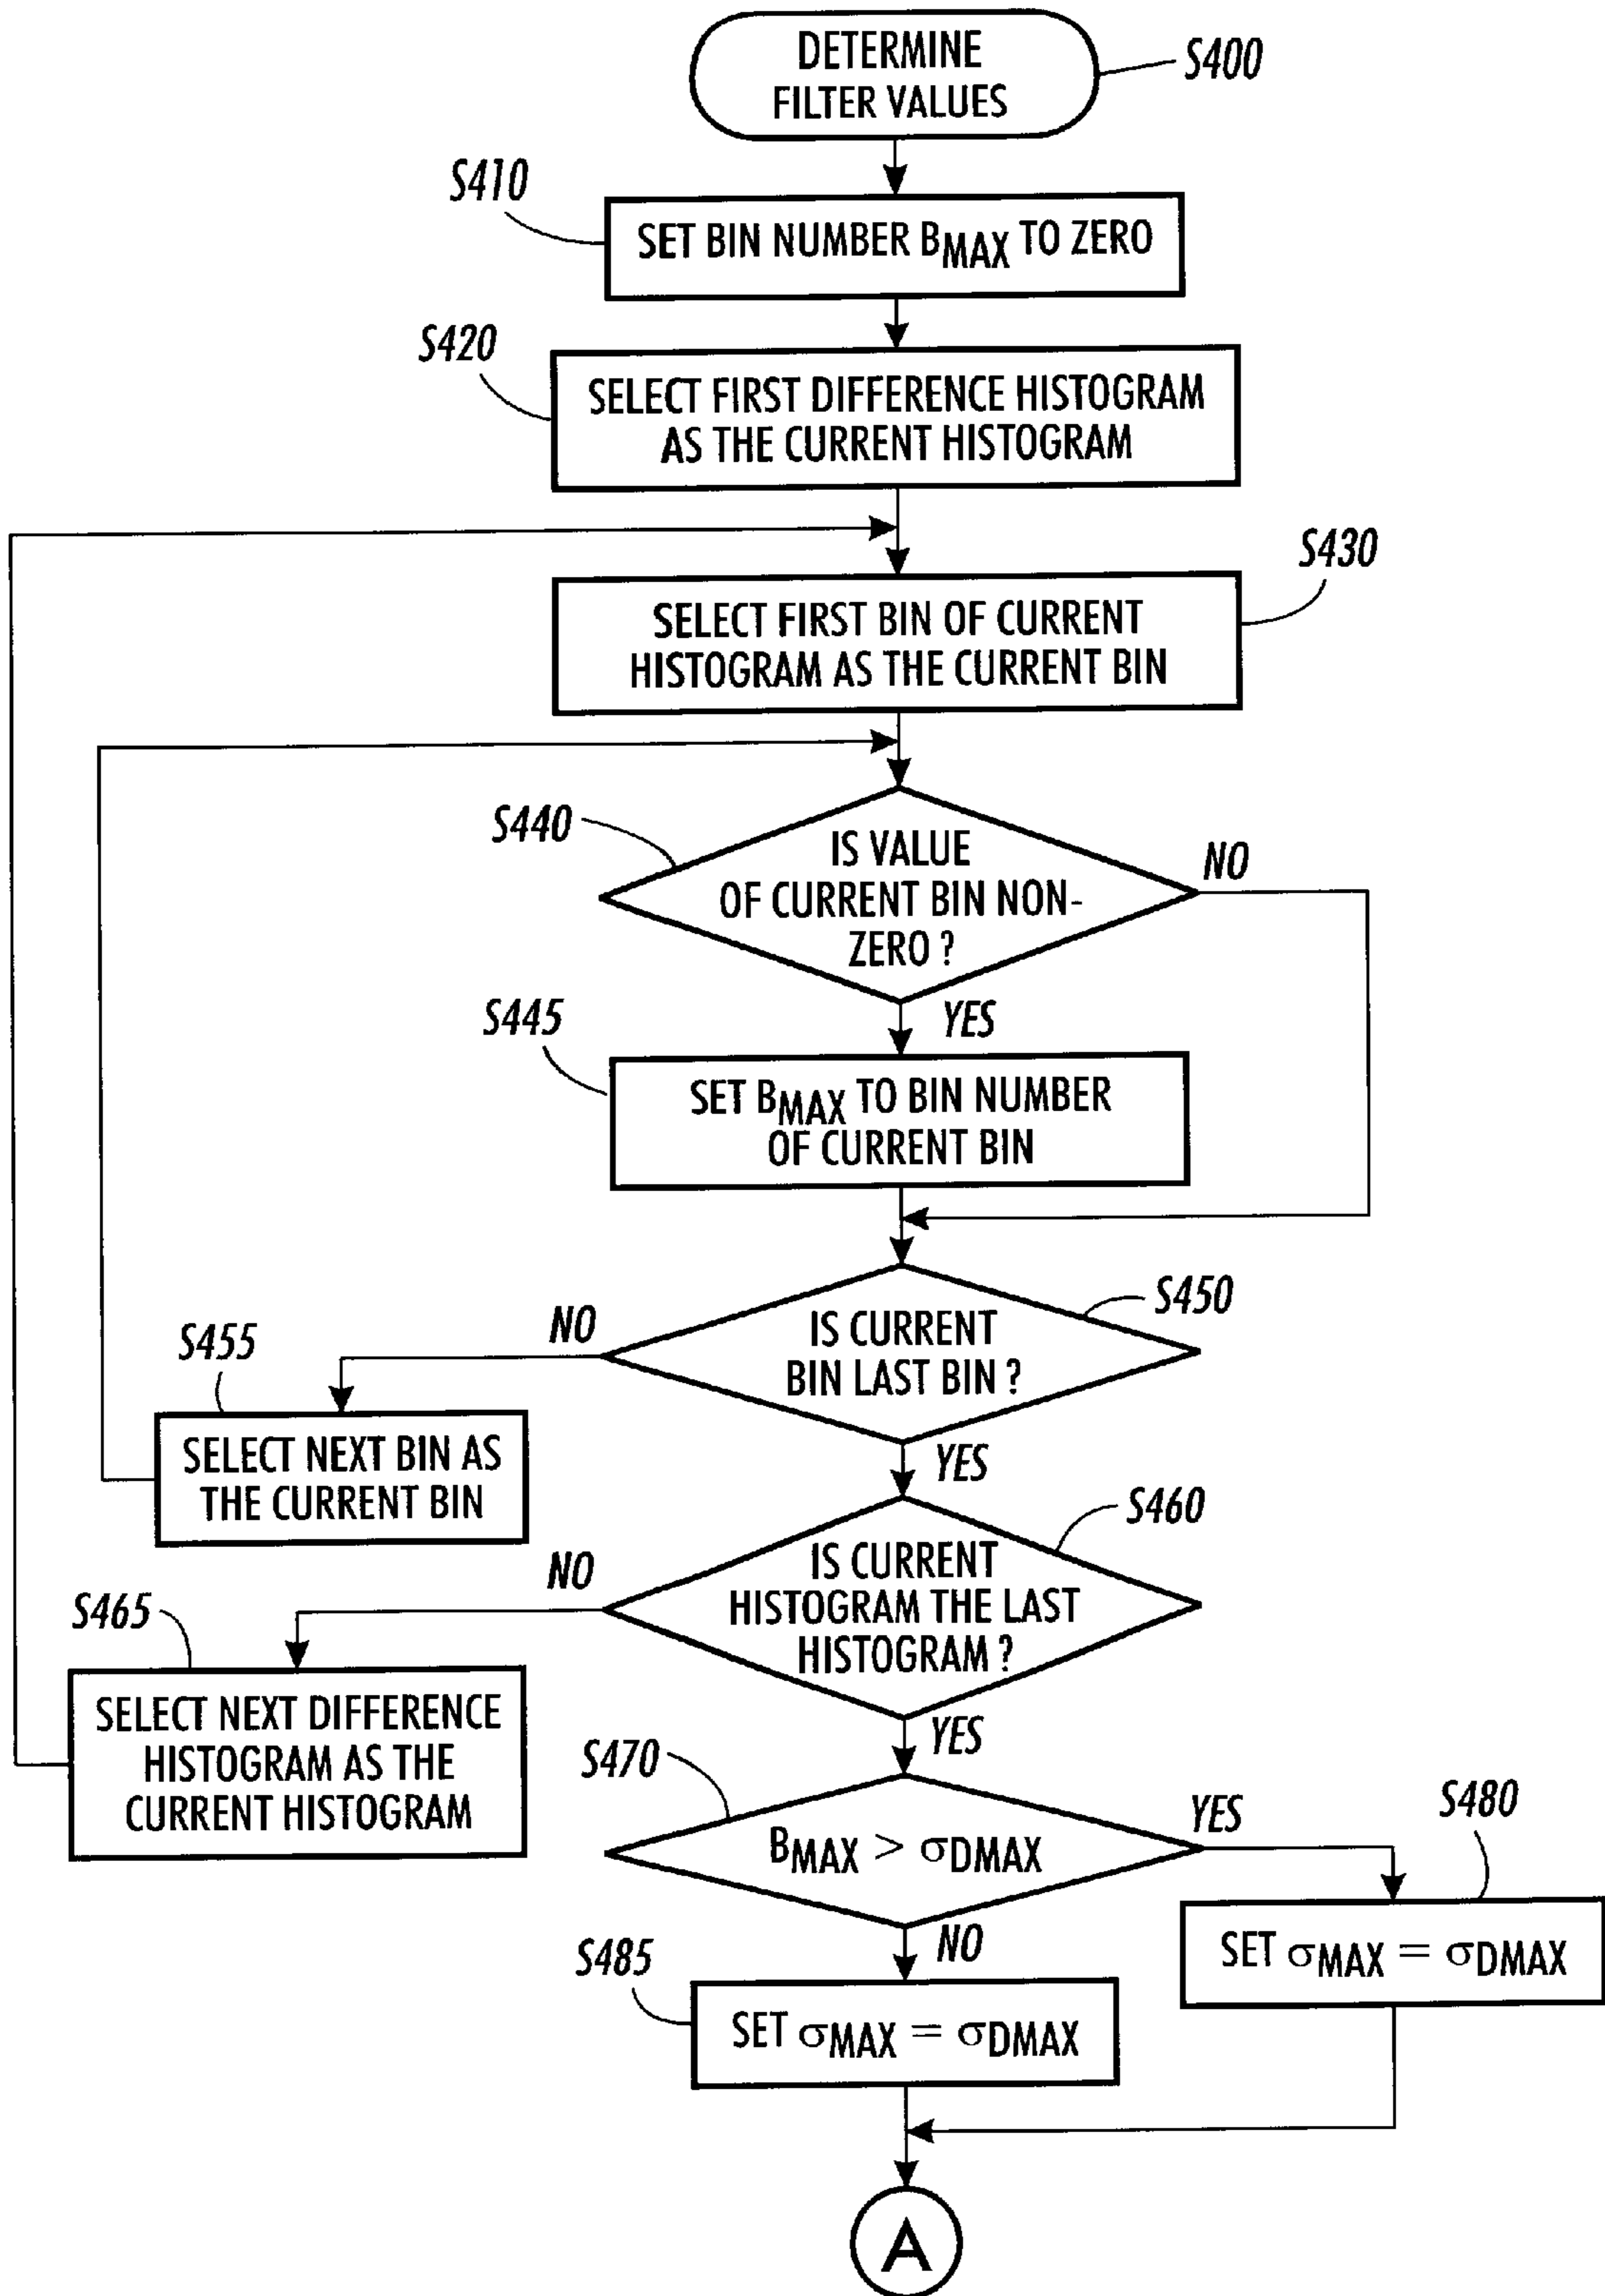 DETERMINE
FILTER VALUES
S400
S410
SET BIN NUMBER BMAX TO ZERO
S420
SELECT FIRST DIFFERENCE HISTOGRAM
AS THE CURRENT HISTOGRAM
S430
SELECT FIRST BIN OF CURRENT
HISTOGRAM AS THE CURRENT BIN
S440
IS VALUE
OF CURRENT BIN NON-
ZERO ?
NO
YES
S445
SET BMAX TO BIN NUMBER
OF CURRENT BIN
S450
IS CURRENT
BIN LAST BIN ?
NO
YES
S455
SELECT NEXT BIN AS
THE CURRENT BIN
S460
IS CURRENT
HISTOGRAM THE LAST
HISTOGRAM ?
NO
YES
S465
SELECT NEXT DIFFERENCE
HISTOGRAM AS THE
CURRENT HISTOGRAM
S470
BMAX > σDMAX
YES
NO
S480
SET σMAX = σDMAX
S485
SET σMAX = σDMAX
A